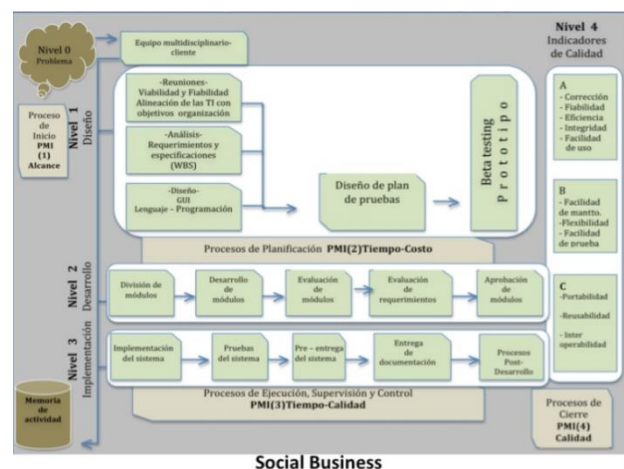 Nivel 0
Problema
Equipo multidisciplinario-
cliente
Nivel 4
Indicadores
de Calidad
Proceso
de
Inicio
PMI
(1)
Alcance
Nivel 1
Diseño
-Reuniones-
Viabilidad y Fiabilidad
Alineación de las TI con
objetivos organización
-Análisis-
Requerimientos y
especificaciones
(WBS)
-Diseño-
GUI
Lenguaje – Programación
Diseño de plan
de pruebas
Beta testing
Prototipo
A
- Corrección
- Fiabilidad
- Eficiencia
- Integridad
- Facilidad
de uso
B
- Facilidad
de mantto.
-Flexibilidad
- Facilidad
de prueba
C
-Portabilidad
-Reusabilidad
- Inter
operabilidad
Procesos de Planificación PMI(2)Tiempo-Costo
Nivel 2
Desarrollo
División de
módulos
Desarrollo
de
módulos
Evaluación
de
módulos
Evaluación
de
requerimientos
Aprobación
de
módulos
Nivel 3
Implementación
Implementación
del sistema
Pruebas
del sistema
Pre – entrega
del sistema
Entrega
de
documentación
Procesos
Post-
Desarrollo
Procesos de Ejecución, Supervisión y Control
PMI(3)Tiempo-Calidad
Memoria
de
actividad
Procesos de
Cierre
PMI(4)
Calidad
Social Business